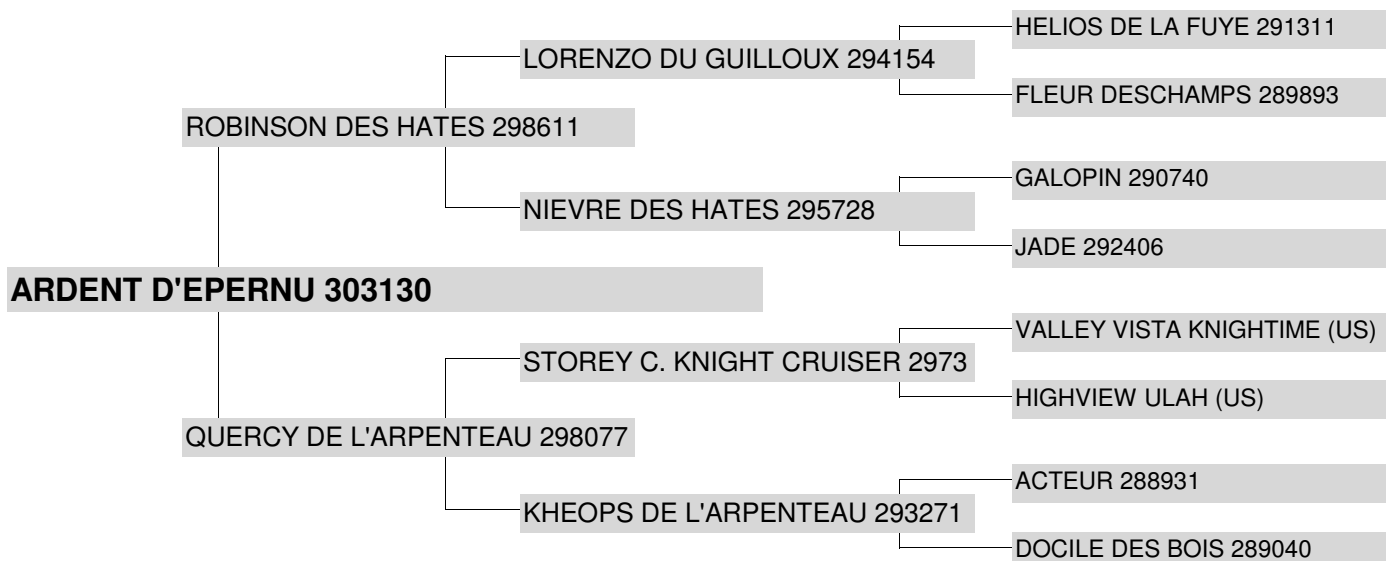 HELIOS DE LA FUYE 291311
LORENZO DU GUILLOUX 294154
FLEUR DESCHAMPS 289893
ROBINSON DES HATES 298611
GALOPIN 290740
NIEVRE DES HATES 295728
JADE 292406
ARDENT D'EPERNU 303130
VALLEY VISTA KNIGHTIME (US)
STOREY C. KNIGHT CRUISER 2973
HIGHVIEW ULAH (US)
QUERCY DE L'ARPENTEAU 298077
ACTEUR 288931
KHEOPS DE L'ARPENTEAU 293271
DOCILE DES BOIS 289040